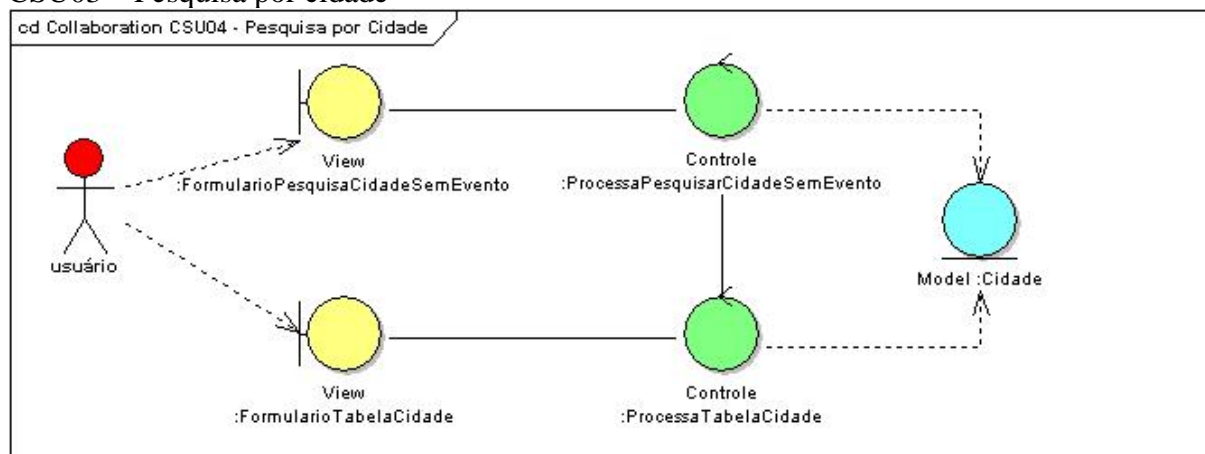 CSU03 – Pesquisa por cidade
cd Collaboration CSU04 - Pesquisa por Cidade
View
:FormularioPesquisaCidadeSemEvento
Controle
:ProcessaPesquisarCidadeSemEvento
usuário
Model :Cidade
View
:FormularioTabelaCidade
Controle
:ProcessaTabelaCidade